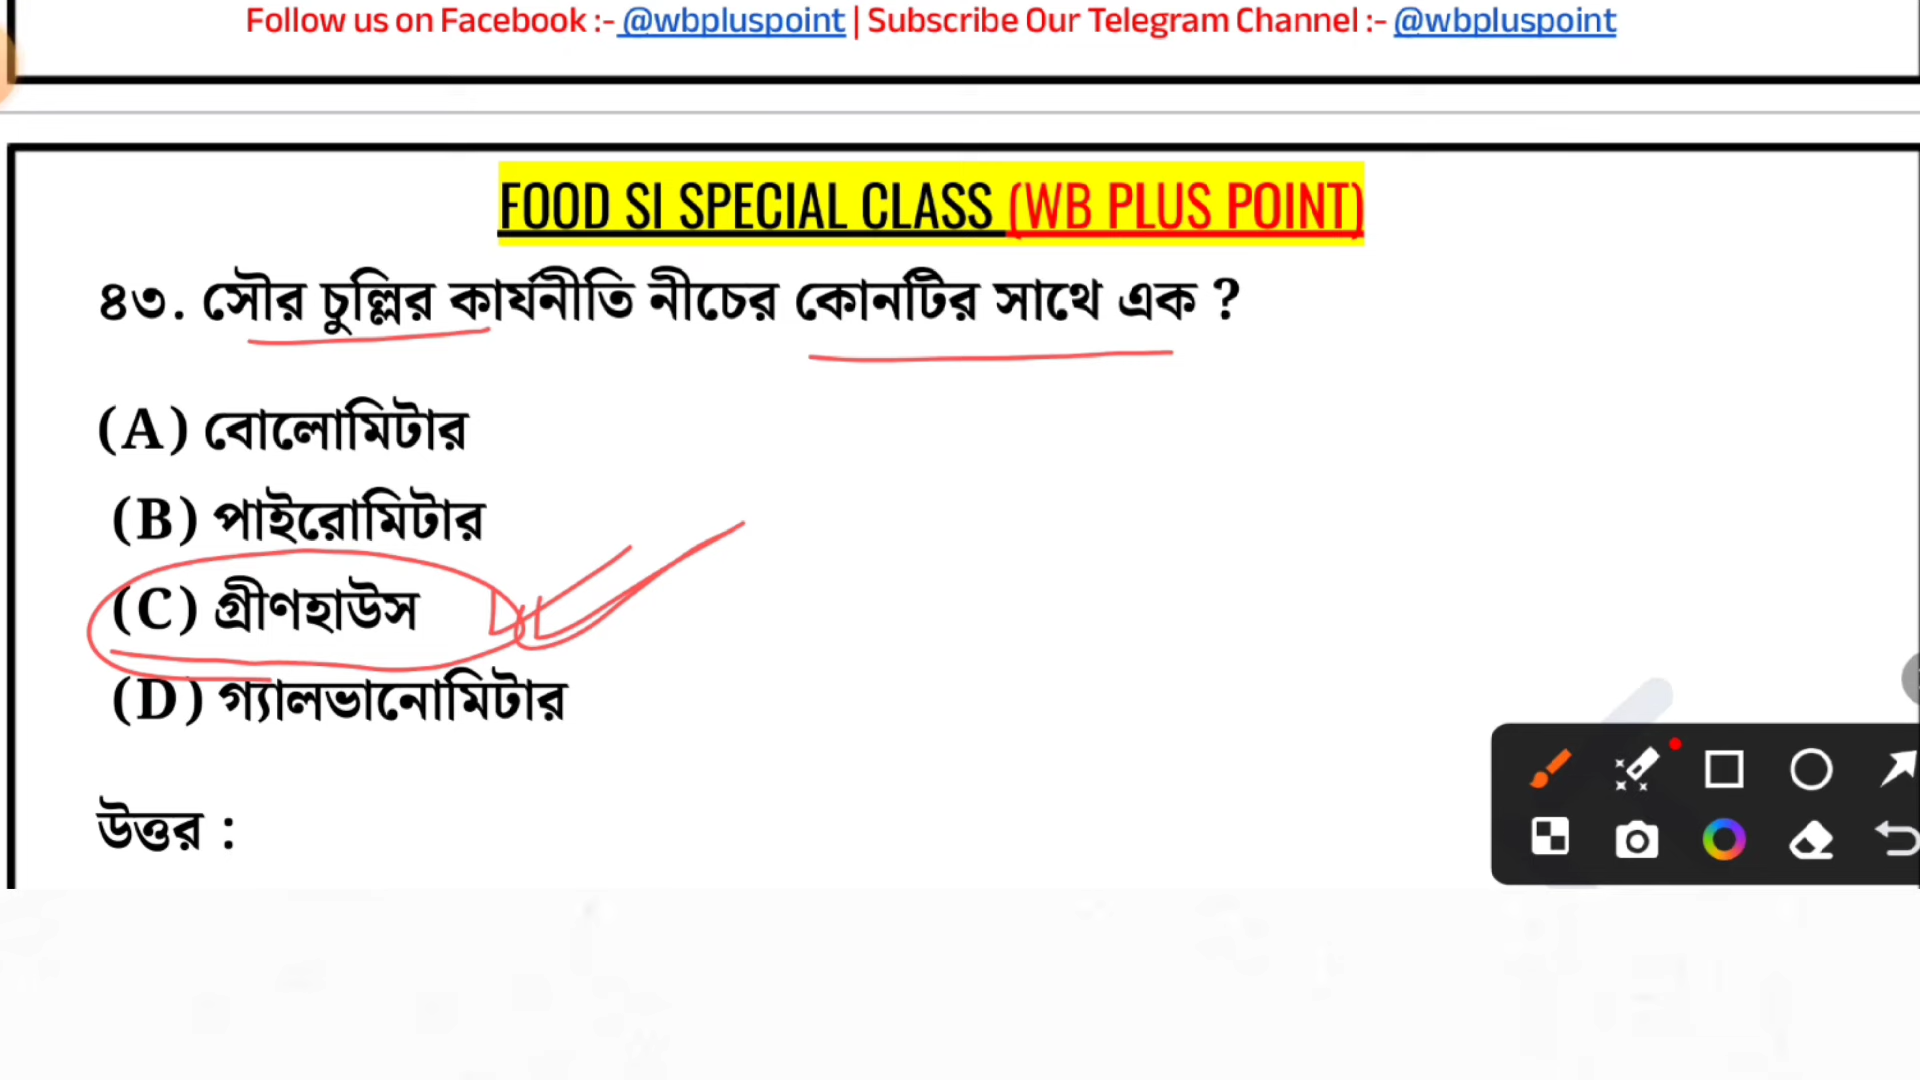 Follow us on Facebook :- @wbpluspoint | Subscribe Our Telegram Channel :- @wbpluspoint
FOOD SI SPECIAL CLASS (WB PLUS POINT)
৪৩. সৌর চুল্লির কার্যনীতি নীচের কোনটির সাথে এক ?
(A) বোলোমিটার
(B) পাইরোমিটার
(C) গ্রীণহাউস
(D) গ্যালভানোমিটার
উত্তর :